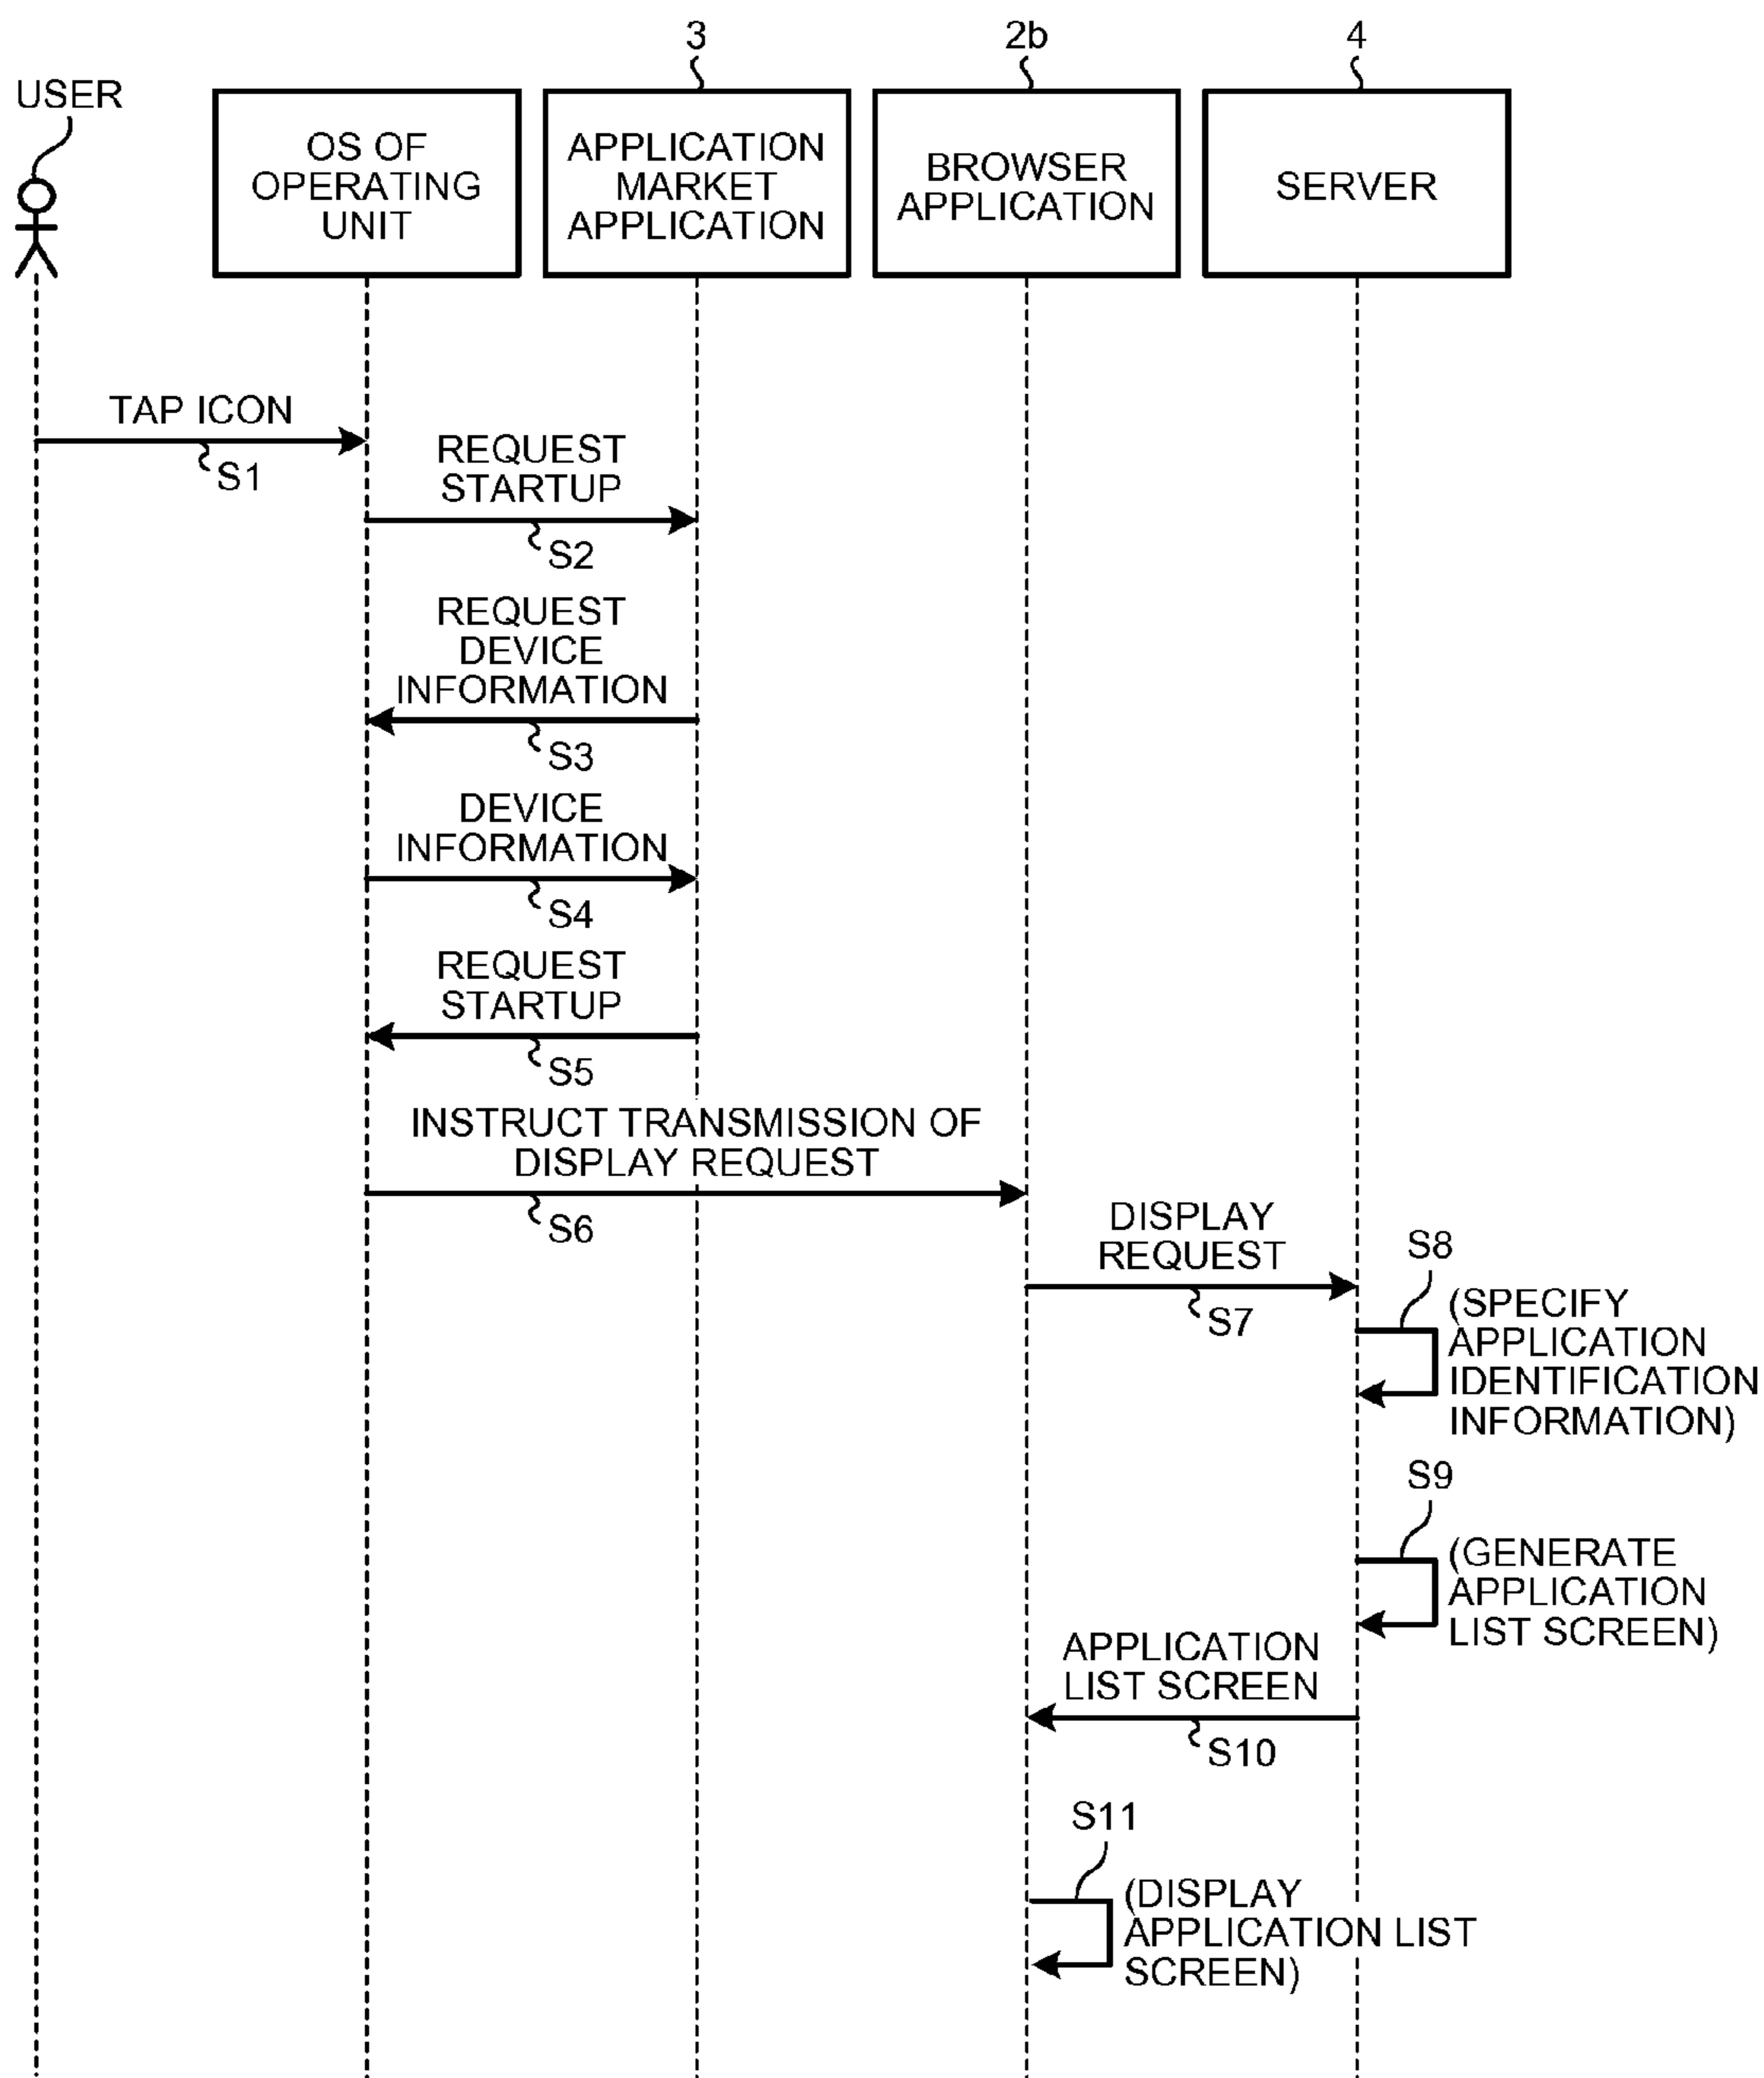 3
2b
4
USER
OS OF
OPERATING
UNIT
APPLICATION
MARKET
APPLICATION
BROWSER
APPLICATION
SERVER
TAP ICON
S1
REQUEST
STARTUP
S2
REQUEST
DEVICE
INFORMATION
S3
DEVICE
INFORMATION
S4
REQUEST
STARTUP
S5
INSTRUCT TRANSMISSION OF
DISPLAY REQUEST
S6
DISPLAY
REQUEST
S7
S8
(SPECIFY
APPLICATION
IDENTIFICATION
INFORMATION)
S9
(GENERATE
APPLICATION
LIST SCREEN)
APPLICATION
LIST SCREEN
S10
S11
(DISPLAY
APPLICATION LIST
SCREEN)